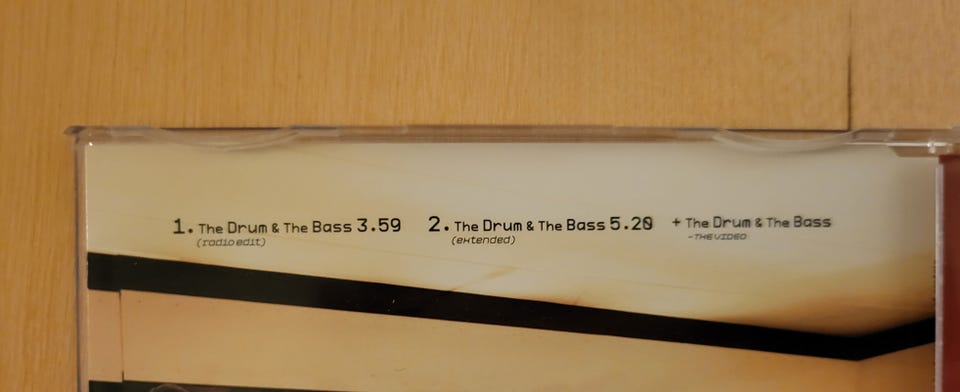 1. The Drum & The Bass 3.59 2. The Drum & The Bass 5.20 + The Drum & The Bass
(radio edit) (extended) -THE VIDEO